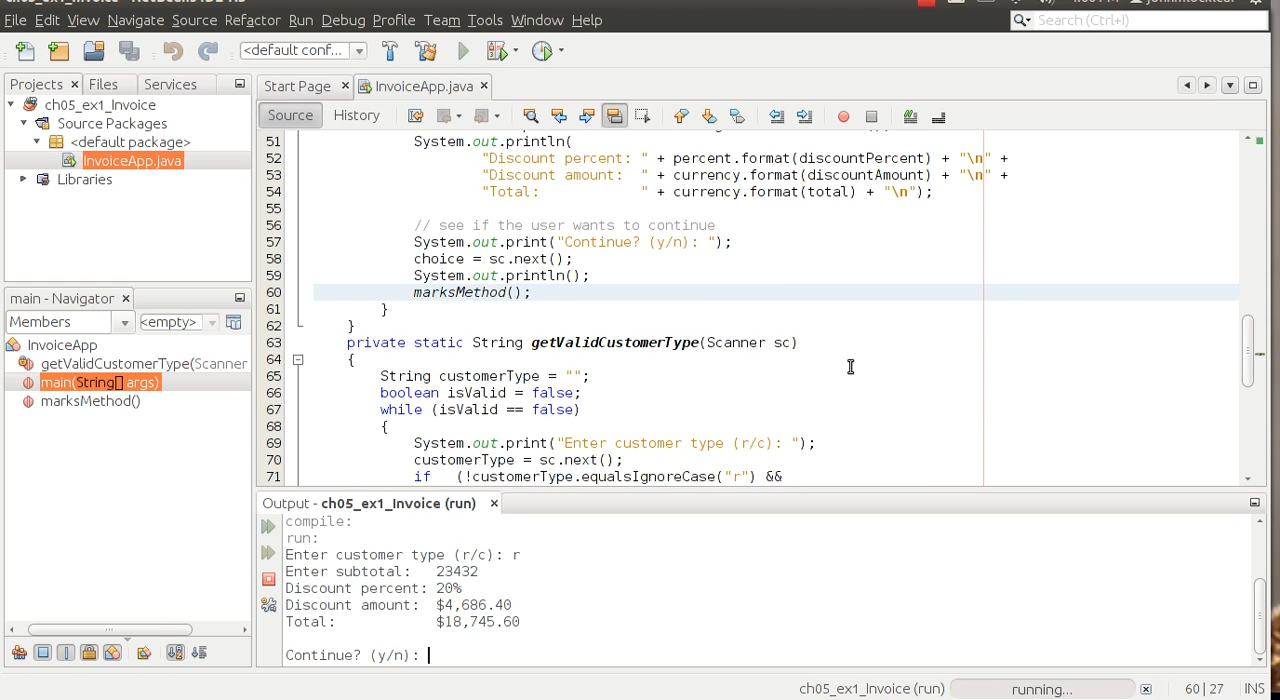 File Edit View Navigate Source Refactor Run Debug Profile Team Tools Window Help
Search (Ctrl+I)
<default conf...
Projects Files Services
Start Page InvoiceApp.java
ch05_ex1_Invoice
Source Packages
<default package>
InvoiceApp.java
Libraries
Source History
51 System.out.println(
52 "Discount percent: " + percent.format(discountPercent) + "\n" +
53 "Discount amount:  " + currency.format(discountAmount) + "\n" +
54 "Total:            " + currency.format(total) + "\n");
55
56 // see if the user wants to continue
57 System.out.print("Continue? (y/n): ");
58 choice = sc.next();
59 System.out.println();
60 marksMethod();
61 }
62 }
63 private static String getValidCustomerType(Scanner sc)
64 {
65 String customerType = "";
66 boolean isValid = false;
67 while (isValid == false)
68 {
69 System.out.print("Enter customer type (r/c): ");
70 customerType = sc.next();
71 if (!customerType.equalsIgnoreCase("r") &&
main - Navigator
Members <empty>
InvoiceApp
getValidCustomerType(Scanner
main(String[] args)
marksMethod()
Output - ch05_ex1_Invoice (run)
compile:
run:
Enter customer type (r/c): r
Enter subtotal:   23432
Discount percent: 20%
Discount amount:  $4,686.40
Total:            $18,745.60
Continue? (y/n):
ch05_ex1_Invoice (run) running... 60|27 INS